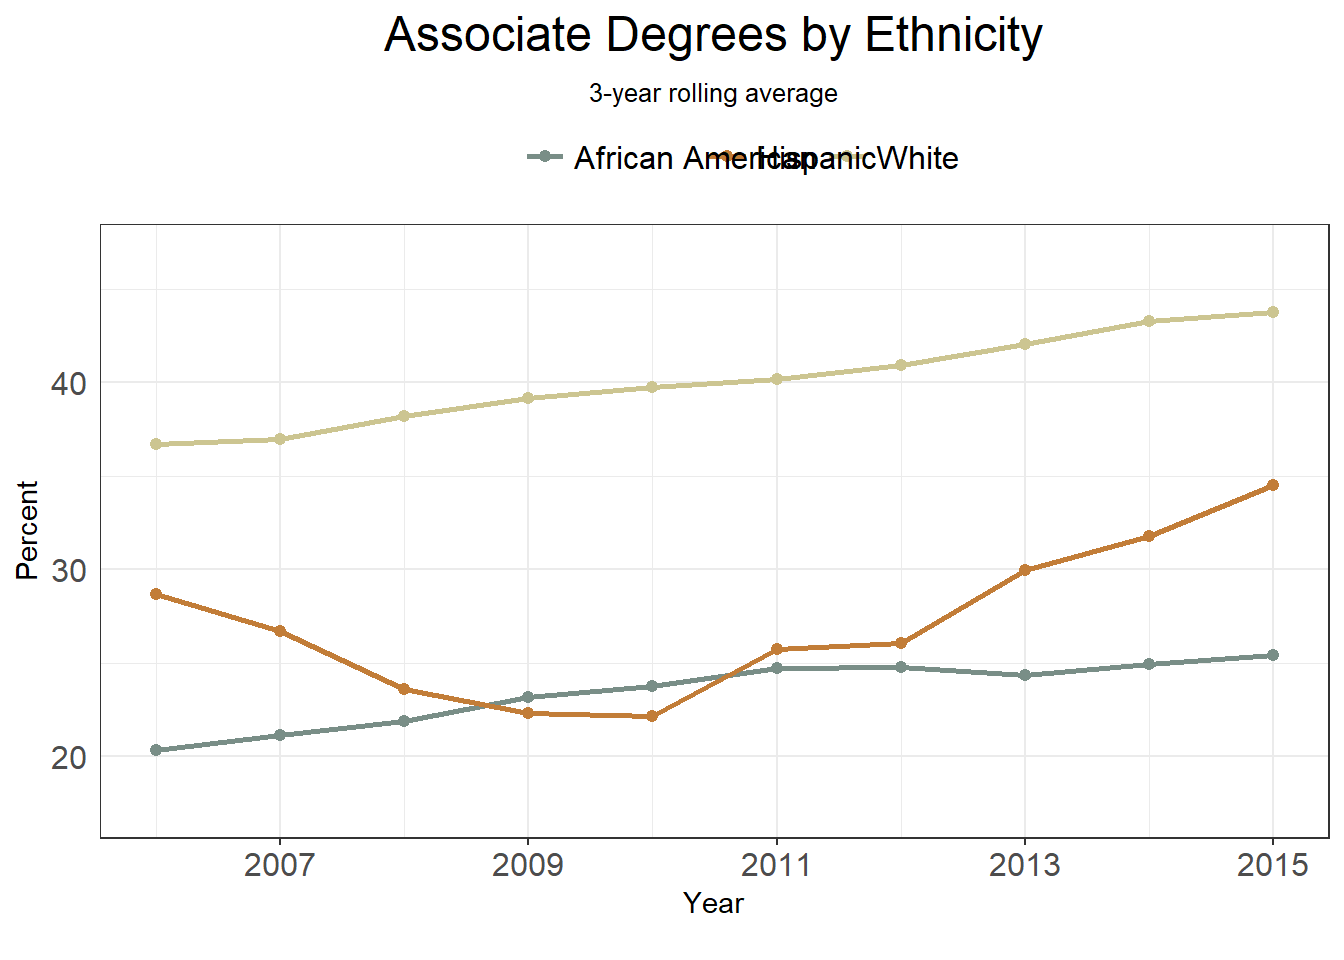 Associate Degrees by Ethnicity
3-year rolling average
African American Hispanic White
40
30
20
Percent
2007 2009 2011 2013 2015
Year